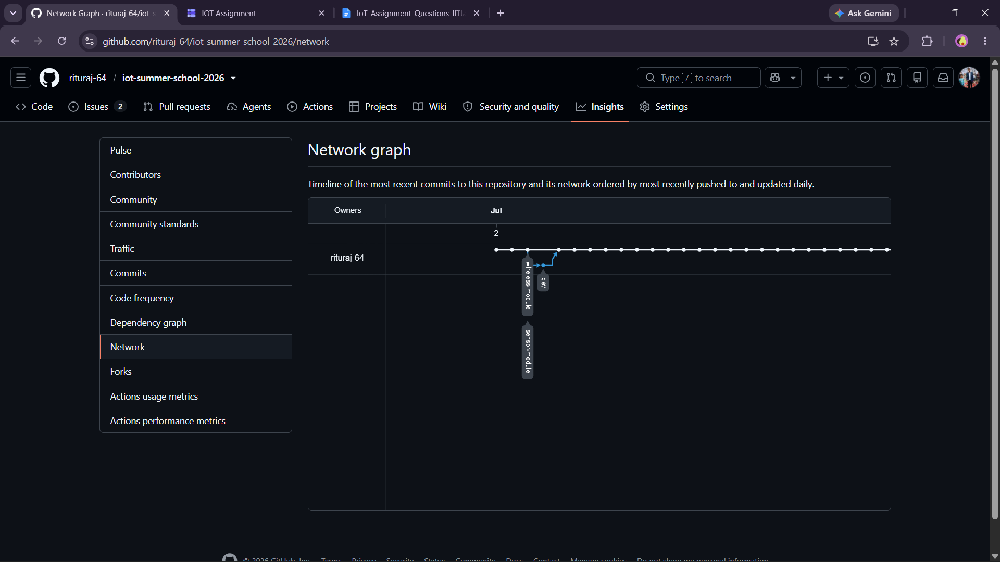 Network Graph · rituraj-64/iot-s
IOT Assignment
IoT_Assignment_Questions_IITJa
Ask Gemini
github.com/rituraj-64/iot-summer-school-2026/network
rituraj-64 / iot-summer-school-2026
Type / to search
Code
Issues 2
Pull requests
Agents
Actions
Projects
Wiki
Security and quality
Insights
Settings
Pulse
Contributors
Community
Community standards
Traffic
Commits
Code frequency
Dependency graph
Network
Forks
Actions usage metrics
Actions performance metrics
Network graph
Timeline of the most recent commits to this repository and its network ordered by most recently pushed to and updated daily.
Owners
Jul
2
rituraj-64
wireless-module
dev
sensor-module
© 2026 GitHub, Inc. Terms Privacy Security Status Community Docs Contact Manage cookies Do not share my personal information